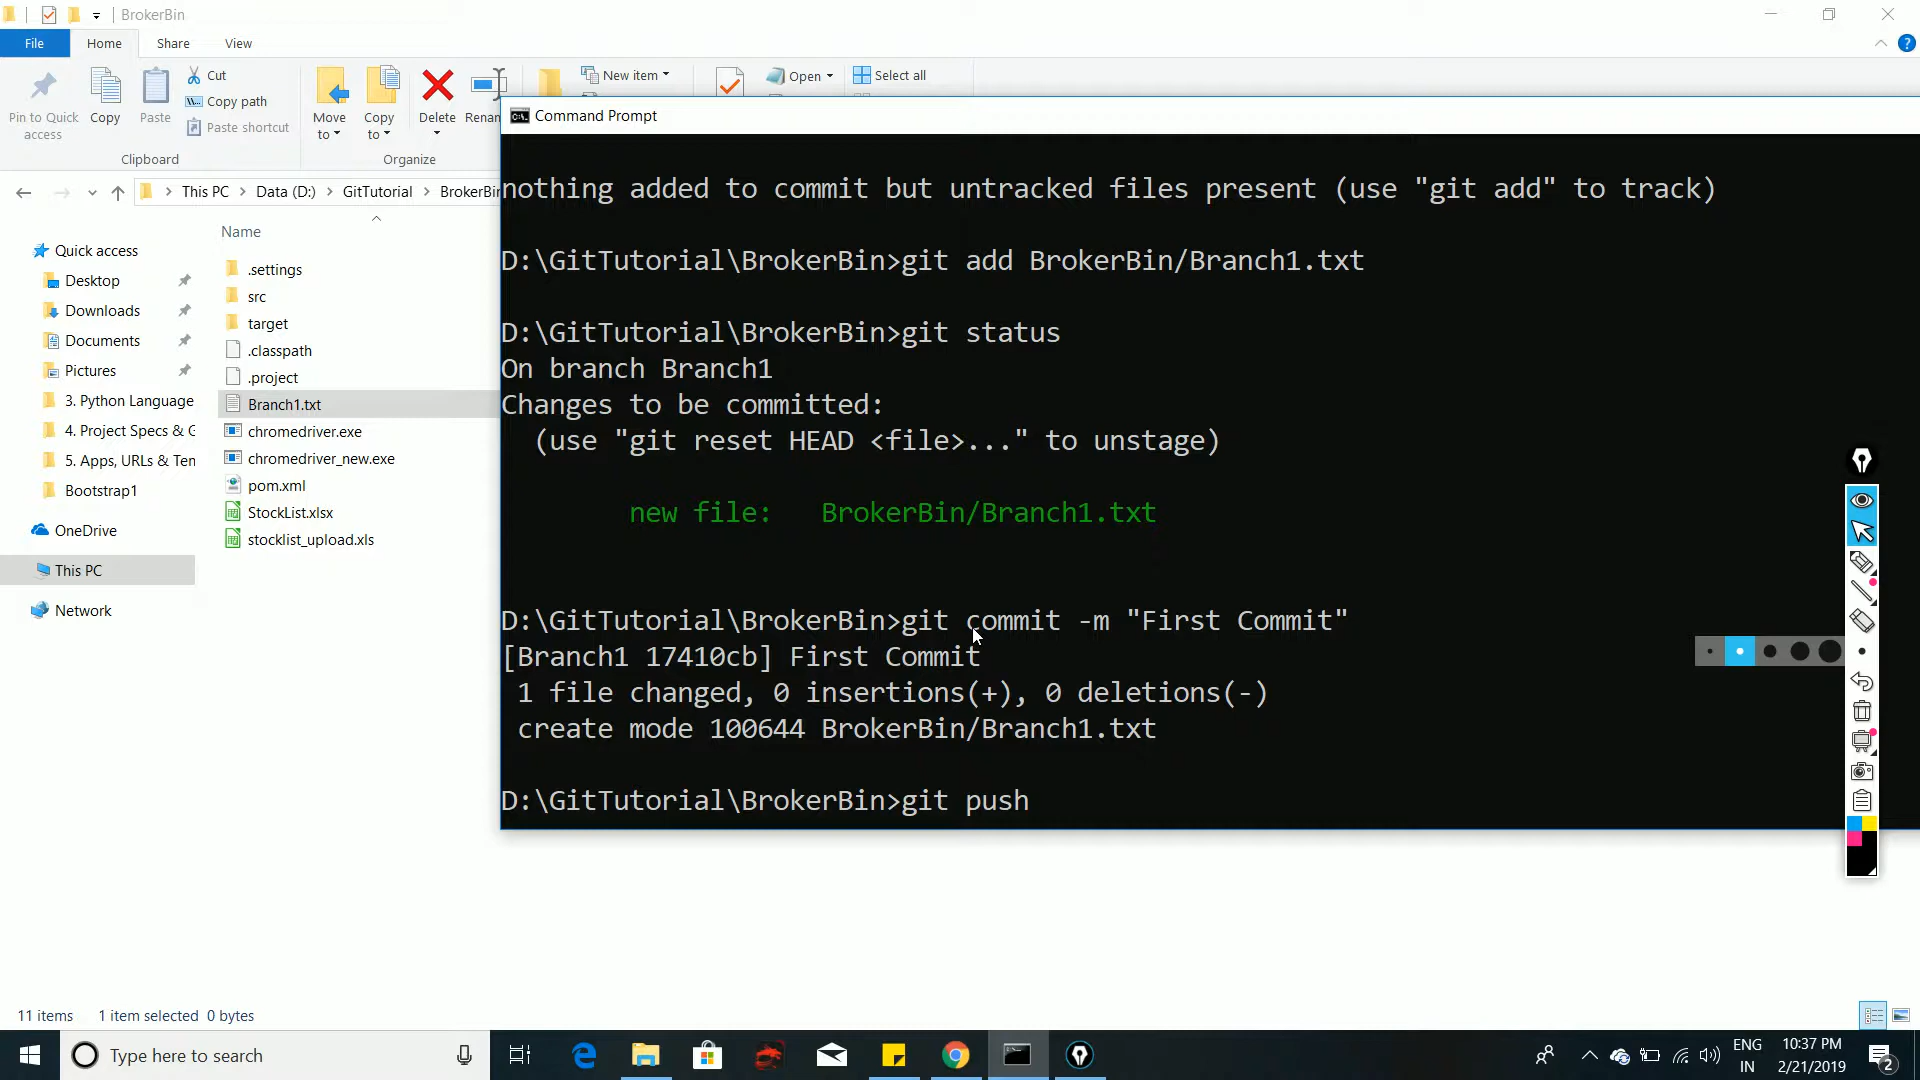 BrokerBin
File
Home
Share
View
Pin to Quick access
Copy
Paste
Cut
Copy path
Paste shortcut
Clipboard
Move to
Copy to
Delete
Renam
Organize
New item
Open
Select all
This PC
Data (D:)
GitTutorial
BrokerBin
Name
Quick access
Desktop
Downloads
Documents
Pictures
3. Python Language
4. Project Specs & G
5. Apps, URLs & Ten
Bootstrap1
OneDrive
This PC
Network
.settings
src
target
.classpath
.project
Branch1.txt
chromedriver.exe
chromedriver_new.exe
pom.xml
StockList.xlsx
stocklist_upload.xls
Command Prompt
nothing added to commit but untracked files present (use "git add" to track)
D:\GitTutorial\BrokerBin>git add BrokerBin/Branch1.txt
D:\GitTutorial\BrokerBin>git status
On branch Branch1
Changes to be committed:
(use "git reset HEAD <file>..." to unstage)
new file:   BrokerBin/Branch1.txt
D:\GitTutorial\BrokerBin>git commit -m "First Commit"
[Branch1 17410cb] First Commit
1 file changed, 0 insertions(+), 0 deletions(-)
create mode 100644 BrokerBin/Branch1.txt
D:\GitTutorial\BrokerBin>git push
11 items
1 item selected 0 bytes
Type here to search
ENG
IN
10:37 PM
2/21/2019
2